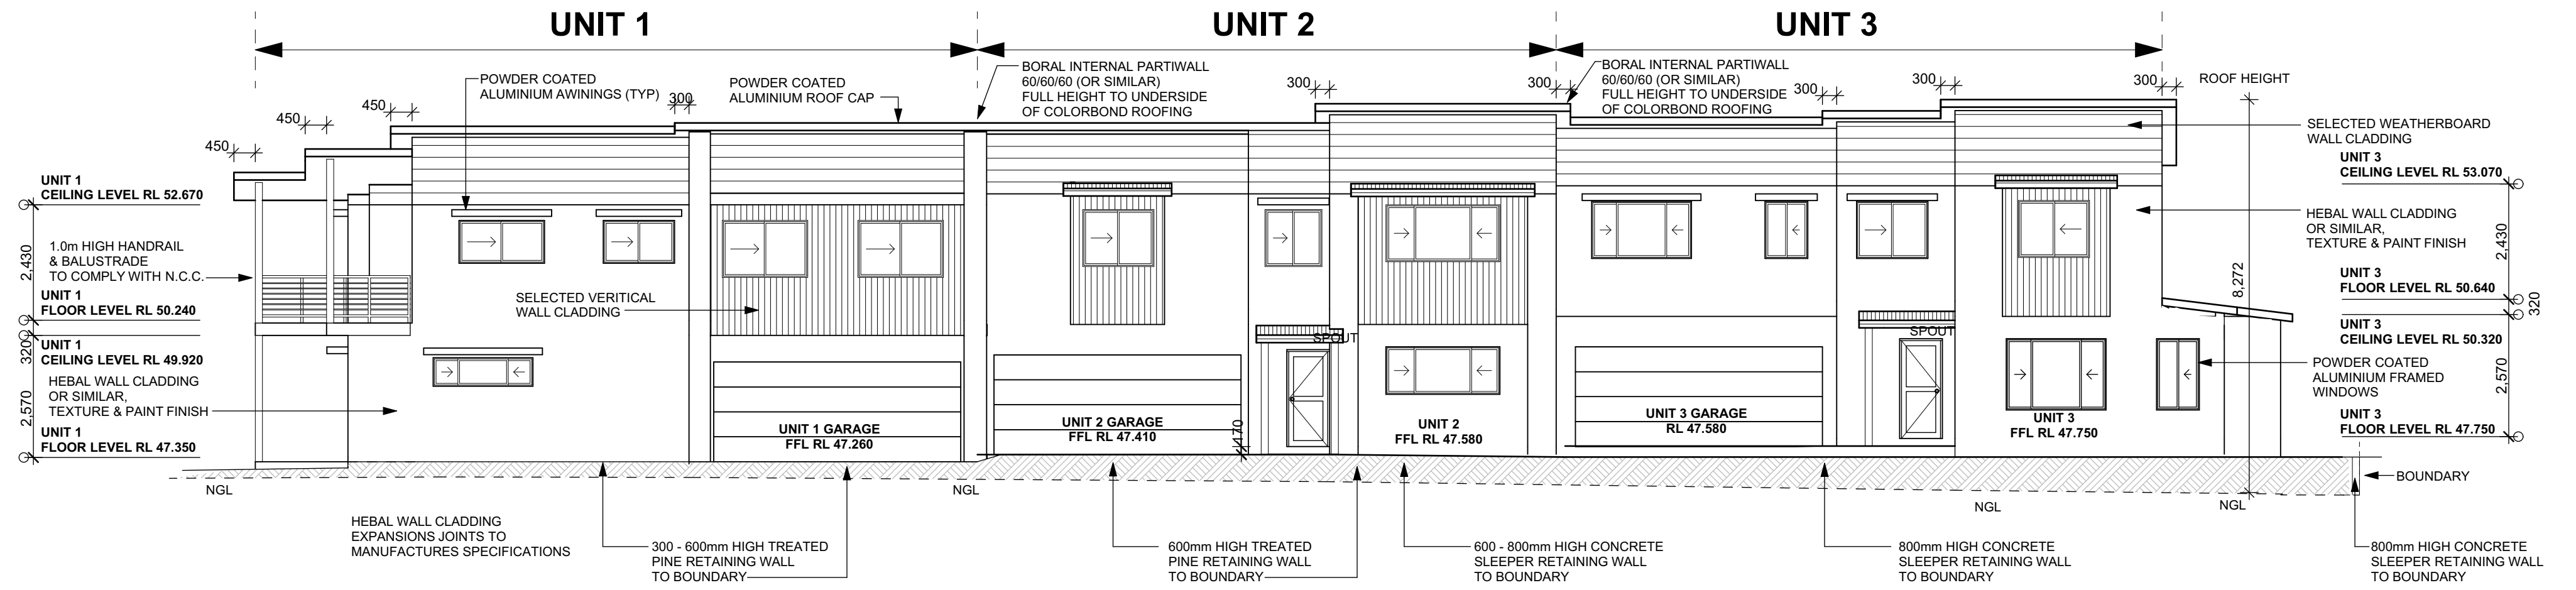 UNIT 1
UNIT 2
UNIT 3
POWDER COATED
ALUMINIUM AWININGS (TYP)
POWDER COATED
ALUMINIUM ROOF CAP
BORAL INTERNAL PARTIWALL
60/60/60 (OR SIMILAR)
FULL HEIGHT TO UNDERSIDE
OF COLORBOND ROOFING
BORAL INTERNAL PARTIWALL
60/60/60 (OR SIMILAR)
FULL HEIGHT TO UNDERSIDE
OF COLORBOND ROOFING
ROOF HEIGHT
450
450
450
300
300
300
300
300
300
UNIT 1
CEILING LEVEL RL 52.670
1.0m HIGH HANDRAIL
& BALUSTRADE
TO COMPLY WITH N.C.C.
UNIT 1
FLOOR LEVEL RL 50.240
UNIT 1
CEILING LEVEL RL 49.920
HEBAL WALL CLADDING
OR SIMILAR,
TEXTURE & PAINT FINISH
UNIT 1
FLOOR LEVEL RL 47.350
2,430
320
2,570
SELECTED VERITICAL
WALL CLADDING
UNIT 1 GARAGE
FFL RL 47.260
UNIT 2 GARAGE
FFL RL 47.410
170
SPOUT
UNIT 2
FFL RL 47.580
UNIT 3 GARAGE
RL 47.580
SPOUT
UNIT 3
FFL RL 47.750
8,272
SELECTED WEATHERBOARD
WALL CLADDING
UNIT 3
CEILING LEVEL RL 53.070
HEBAL WALL CLADDING
OR SIMILAR,
TEXTURE & PAINT FINISH
UNIT 3
FLOOR LEVEL RL 50.640
UNIT 3
CEILING LEVEL RL 50.320
POWDER COATED
ALUMINIUM FRAMED
WINDOWS
UNIT 3
FLOOR LEVEL RL 47.750
2,430
320
2,570
BOUNDARY
NGL
NGL
NGL
NGL
HEBAL WALL CLADDING
EXPANSIONS JOINTS TO
MANUFACTURES SPECIFICATIONS
300 - 600mm HIGH TREATED
PINE RETAINING WALL
TO BOUNDARY
600mm HIGH TREATED
PINE RETAINING WALL
TO BOUNDARY
600 - 800mm HIGH CONCRETE
SLEEPER RETAINING WALL
TO BOUNDARY
800mm HIGH CONCRETE
SLEEPER RETAINING WALL
TO BOUNDARY
800mm HIGH CONCRETE
SLEEPER RETAINING WALL
TO BOUNDARY